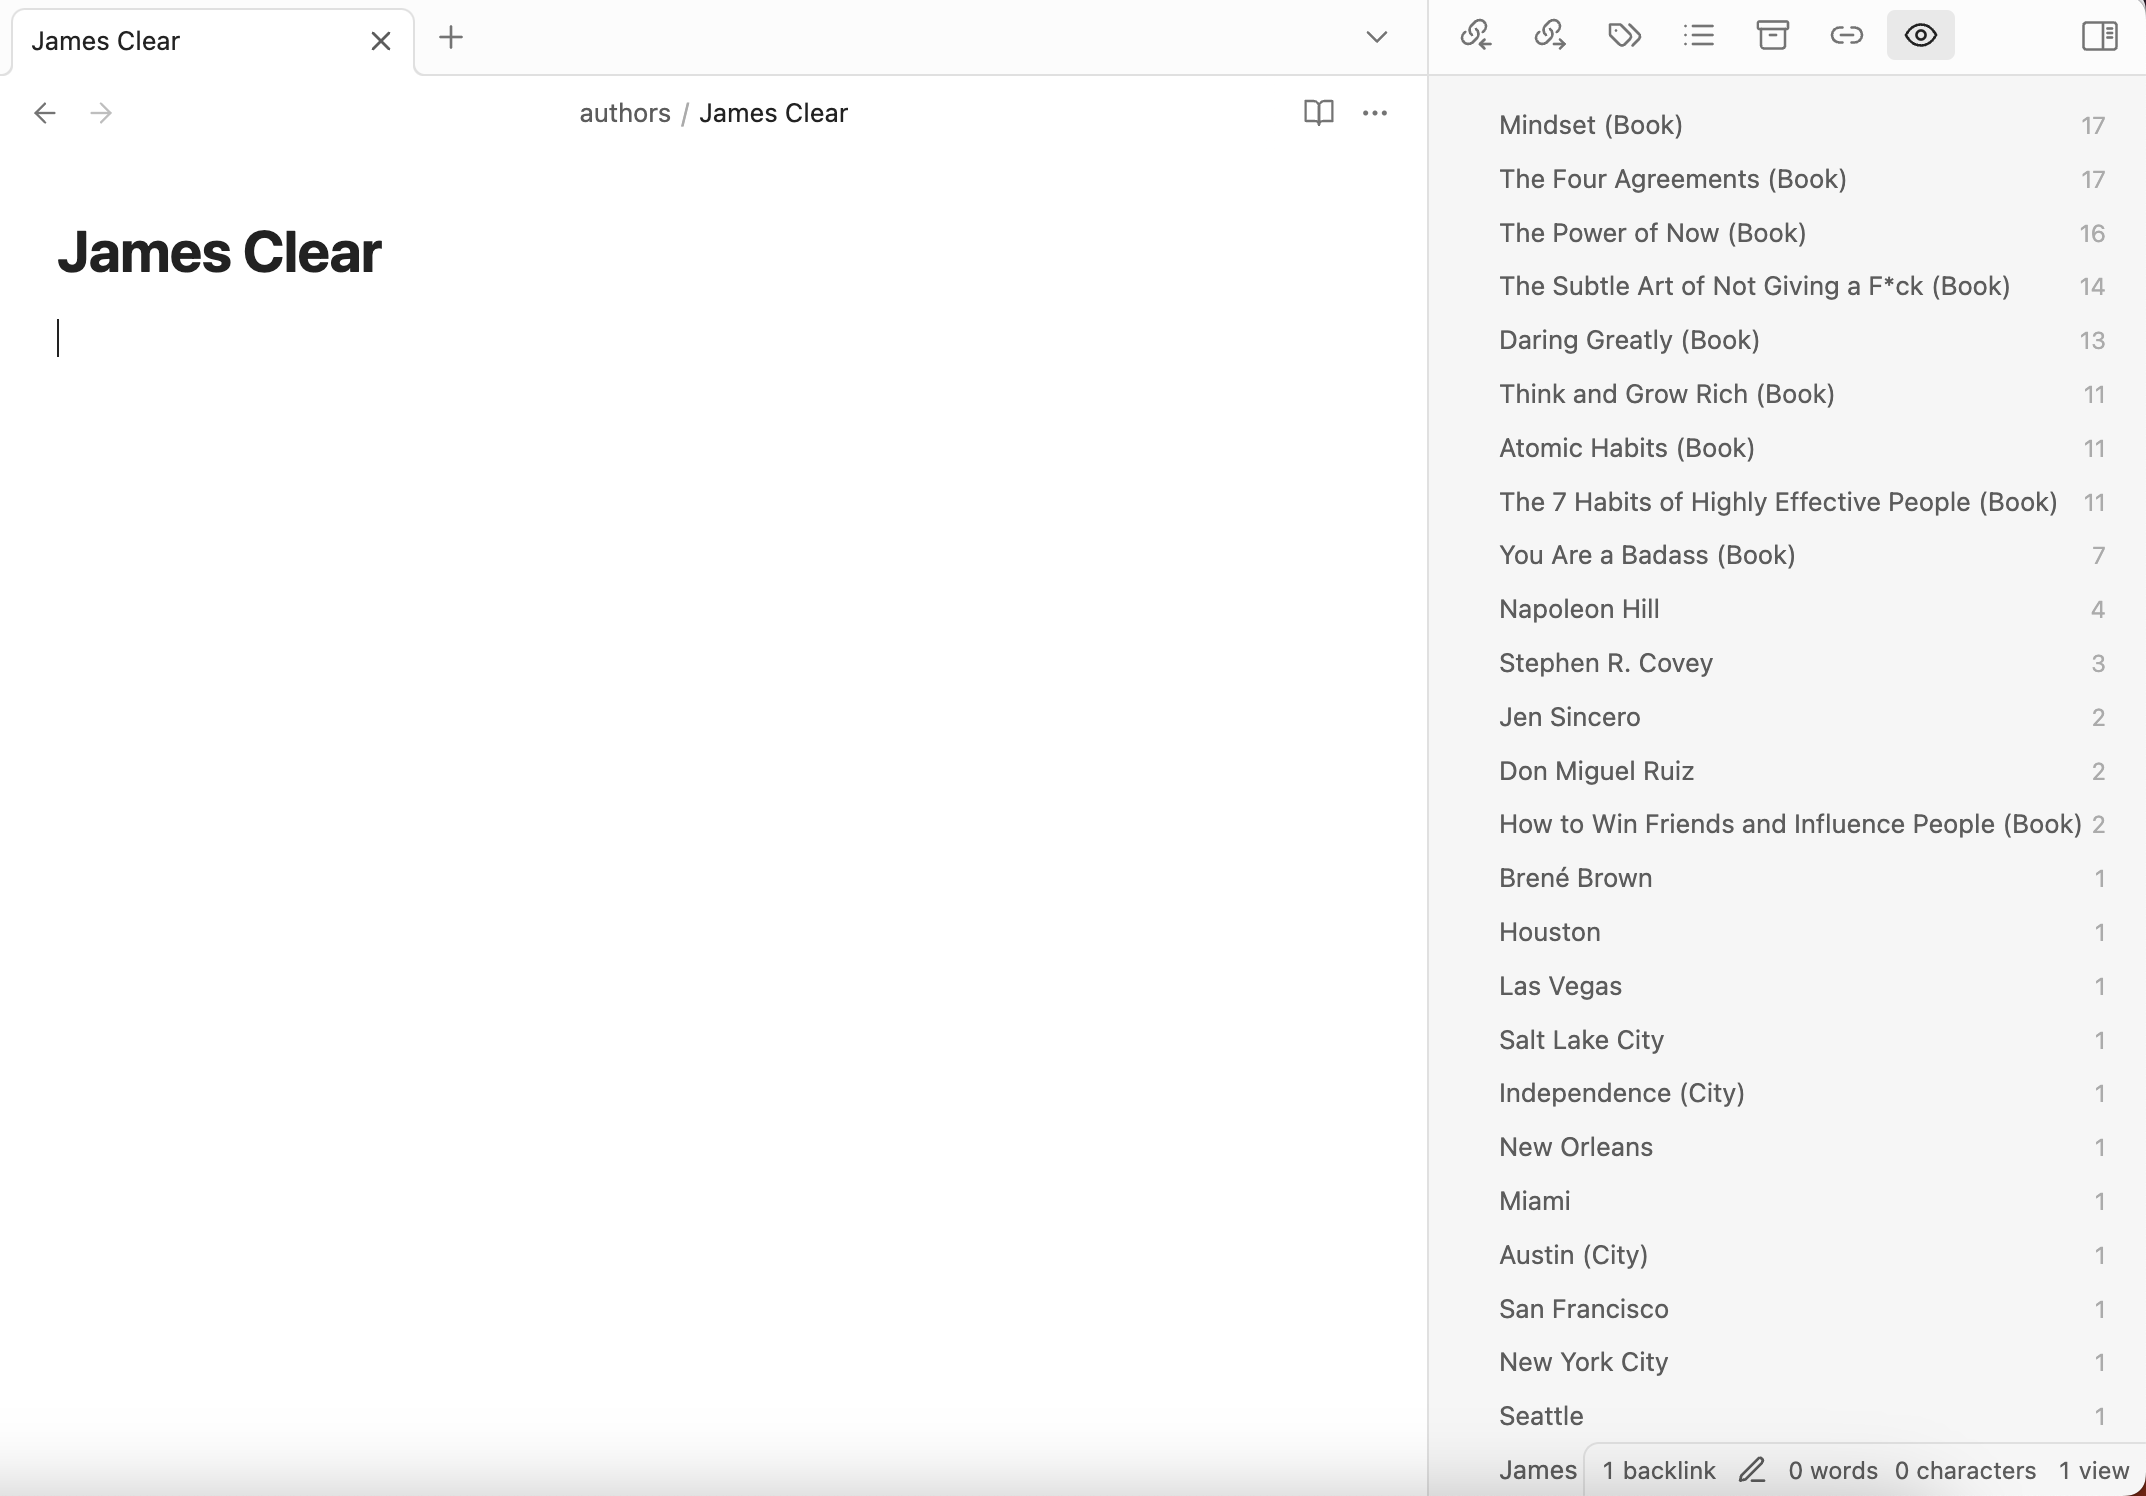 James Clear
authors / James Clear
James Clear
Mindset (Book) 17
The Four Agreements (Book) 17
The Power of Now (Book) 16
The Subtle Art of Not Giving a F*ck (Book) 14
Daring Greatly (Book) 13
Think and Grow Rich (Book) 11
Atomic Habits (Book) 11
The 7 Habits of Highly Effective People (Book) 11
You Are a Badass (Book) 7
Napoleon Hill 4
Stephen R. Covey 3
Jen Sincero 2
Don Miguel Ruiz 2
How to Win Friends and Influence People (Book) 2
Brené Brown 1
Houston 1
Las Vegas 1
Salt Lake City 1
Independence (City) 1
New Orleans 1
Miami 1
Austin (City) 1
San Francisco 1
New York City 1
Seattle 1
James
1 backlink 0 words 0 characters 1 view